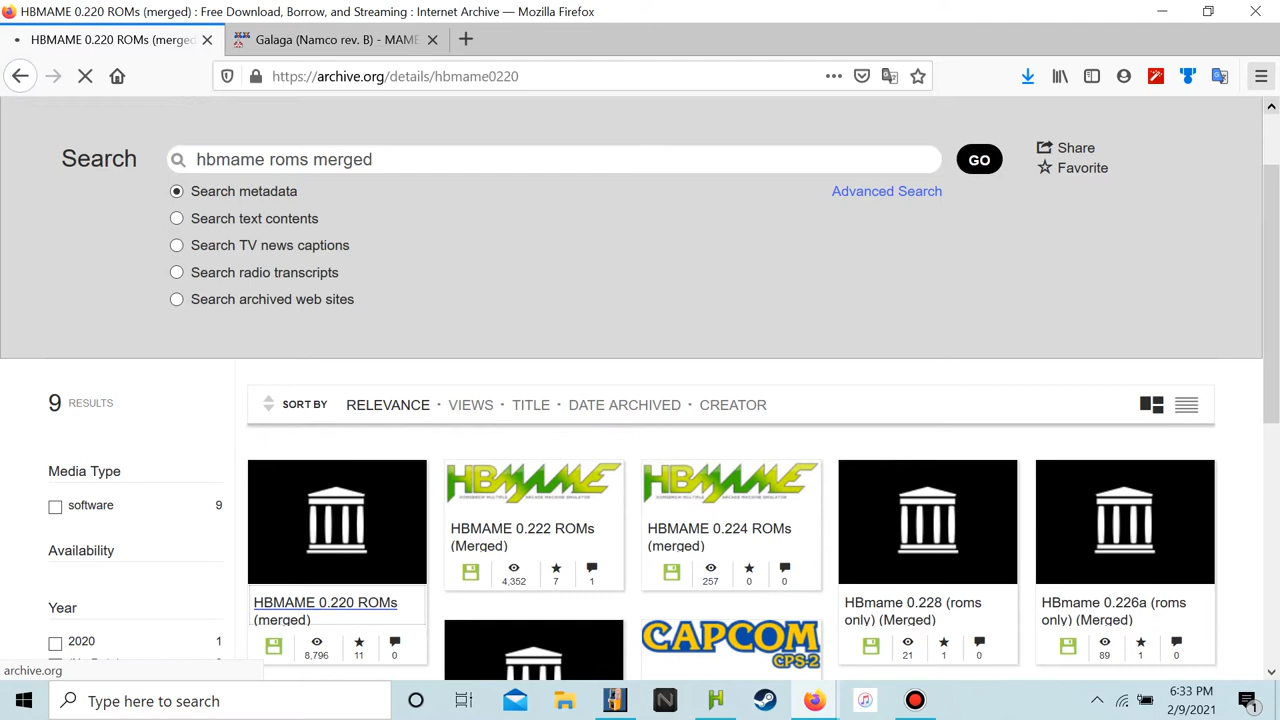 HBMAME 0.220 ROMs (merged) : Free Download, Borrow, and Streaming : Internet Archive — Mozilla Firefox
HBMAME 0.220 ROMs (merged
Galaga (Namco rev. B) - MAME
https://archive.org/details/hbmame0220
Search
hbmame roms merged
GO
Share
Favorite
Search metadata
Advanced Search
Search text contents
Search TV news captions
Search radio transcripts
Search archived web sites
9 RESULTS
SORT BY RELEVANCE · VIEWS · TITLE · DATE ARCHIVED · CREATOR
Media Type
software 9
Availability
Year
2020 1
HBMAME 0.220 ROMs
(merged)
8,796 11 0
HBMAME
HBMAME 0.222 ROMs
(Merged)
4,352 7 1
HBMAME
HBMAME 0.224 ROMs
(merged)
257 0 0
HBmame 0.228 (roms
only) (Merged)
21 1 0
HBmame 0.226a (roms
only) (Merged)
89 1 0
CAPCOM
CPS-2
archive.org
Type here to search
N
H
6:33 PM
2/9/2021
1